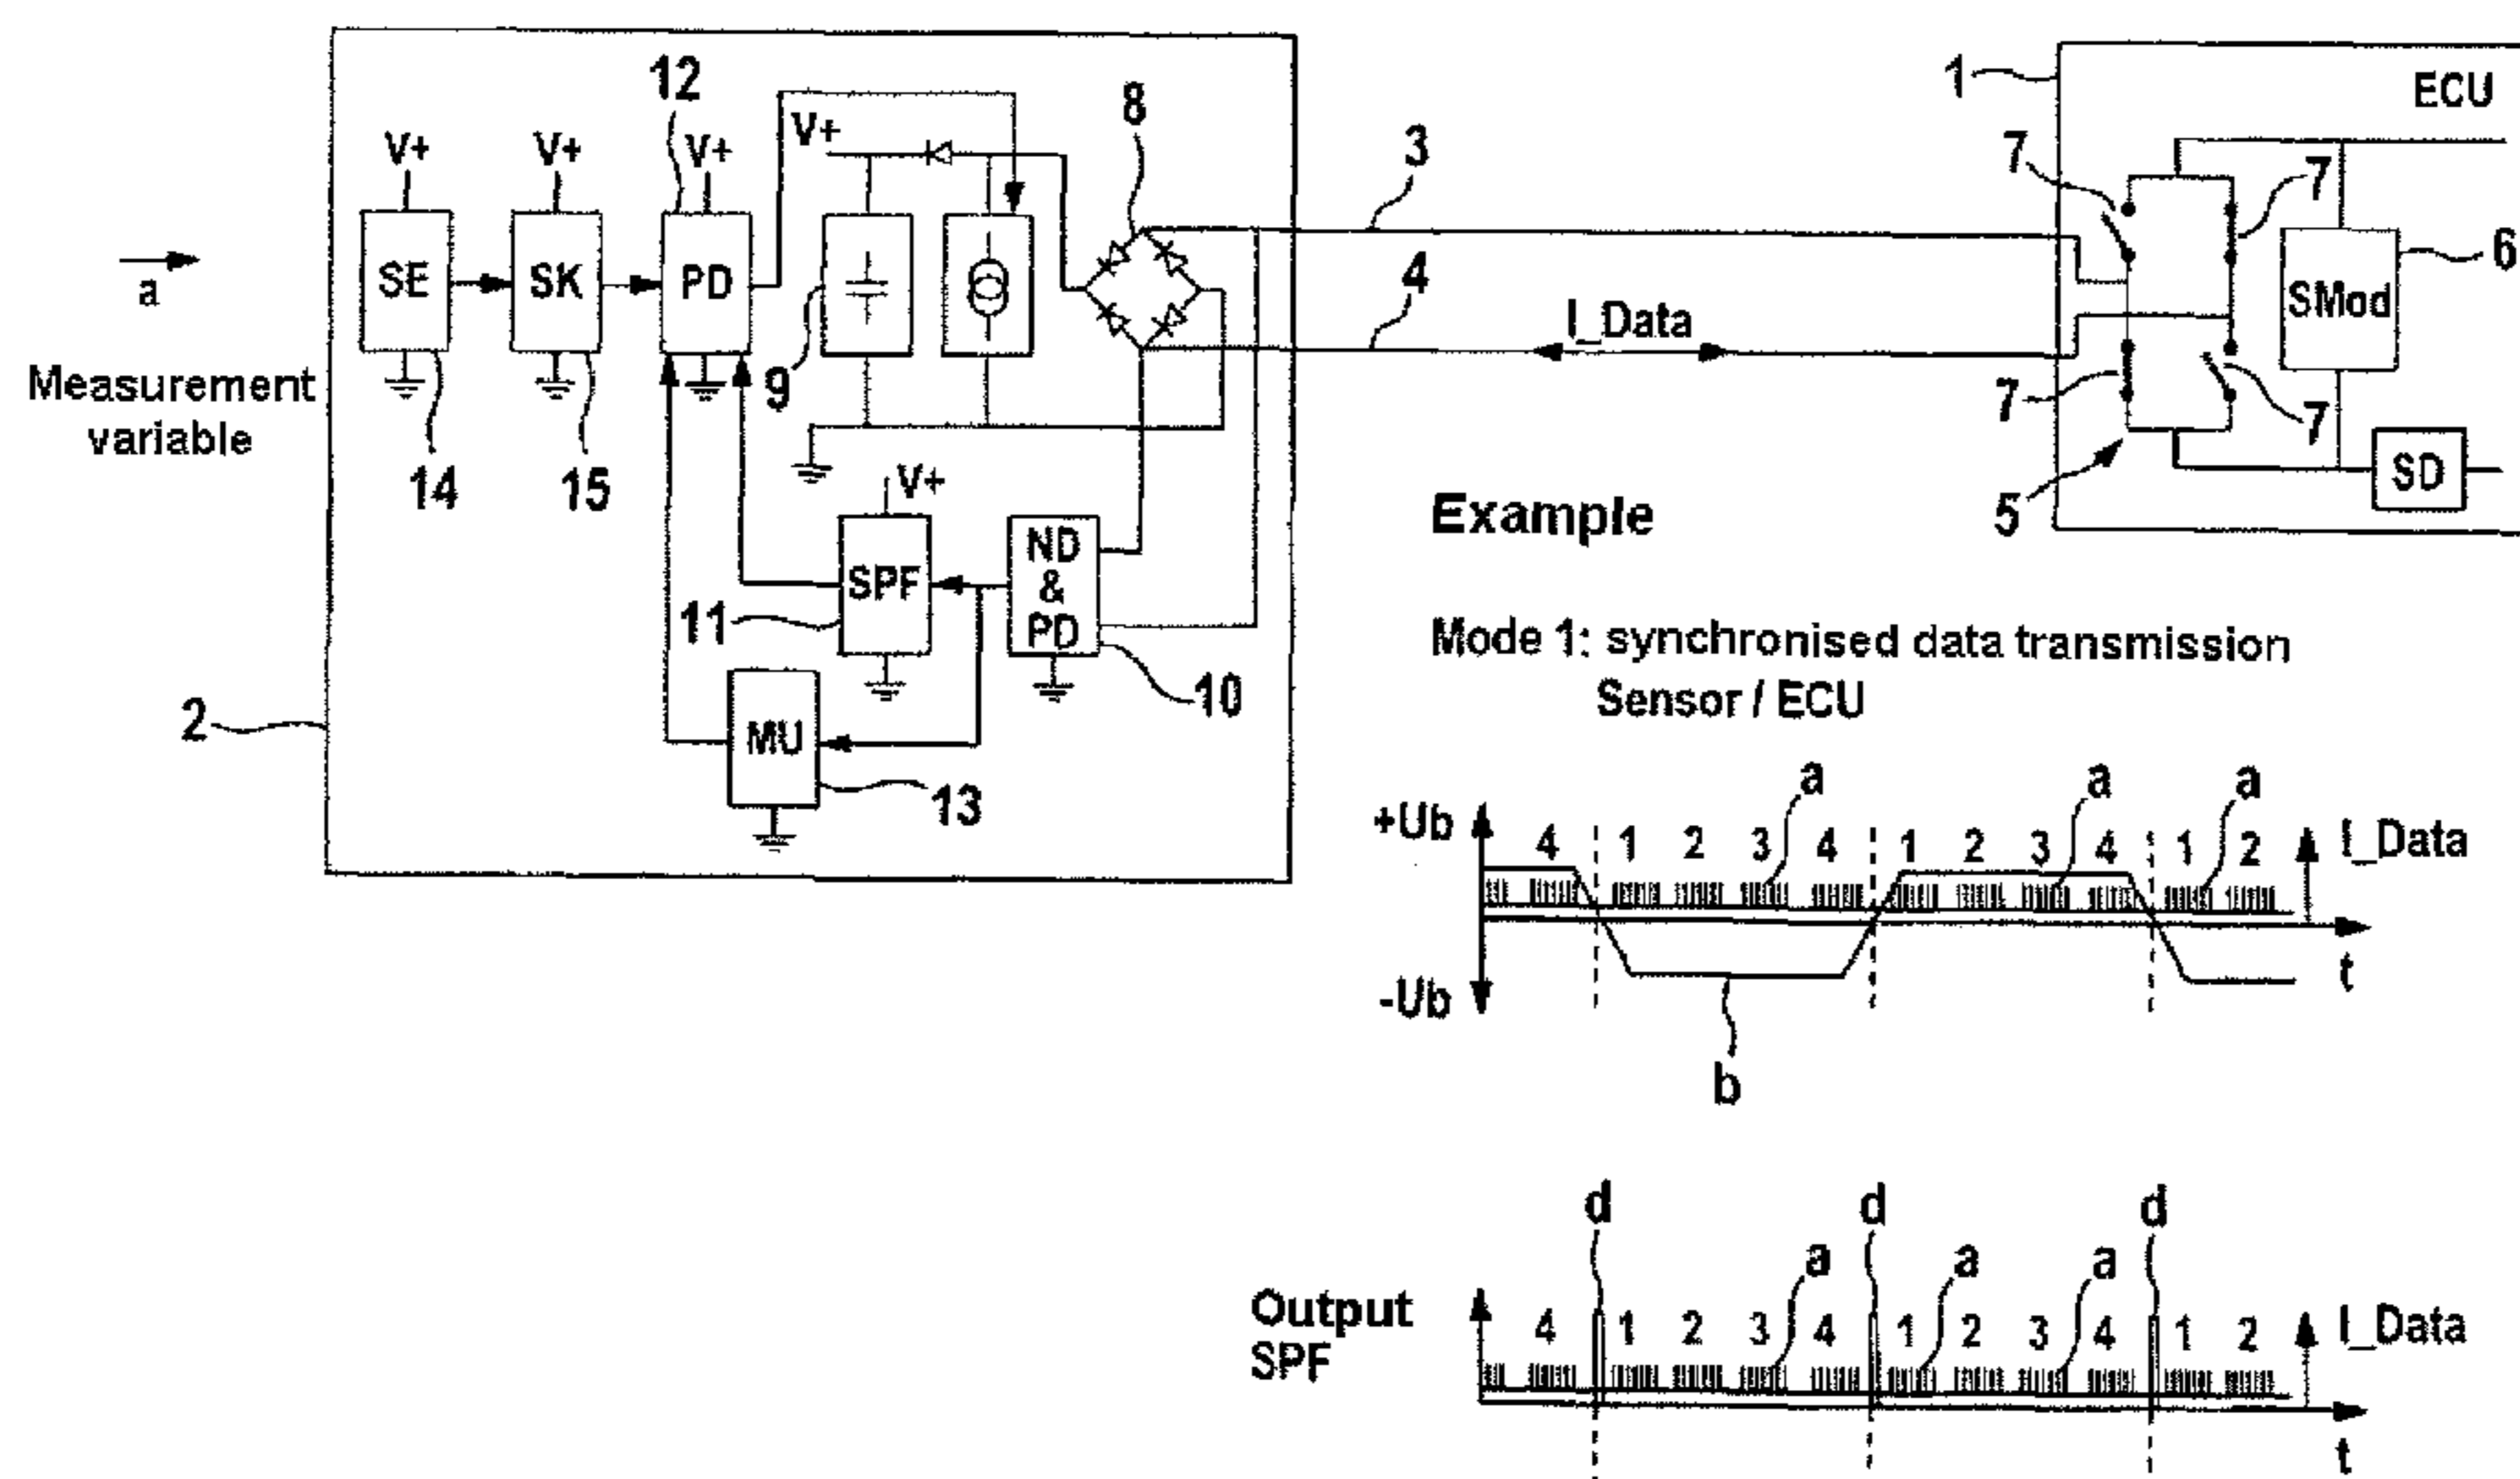 12
V+
V+
V+
V+
8
3
1
ECU
7
7
a
SE
SK
PD
9
4
I_Data
SMod
6
Measurement
variable
14
15
7
7
5
SD
V+
ND
&
PD
SPF
11
10
MU
13
2
Example
Mode 1: synchronised data transmission
Sensor / ECU
a
a
a
+Ub
4
1
2
3
4
1
2
3
4
1
2
I_Data
-Ub
t
b
d
d
d
a
a
a
Output
SPF
4
1
2
3
4
1
2
3
4
1
2
I_Data
t